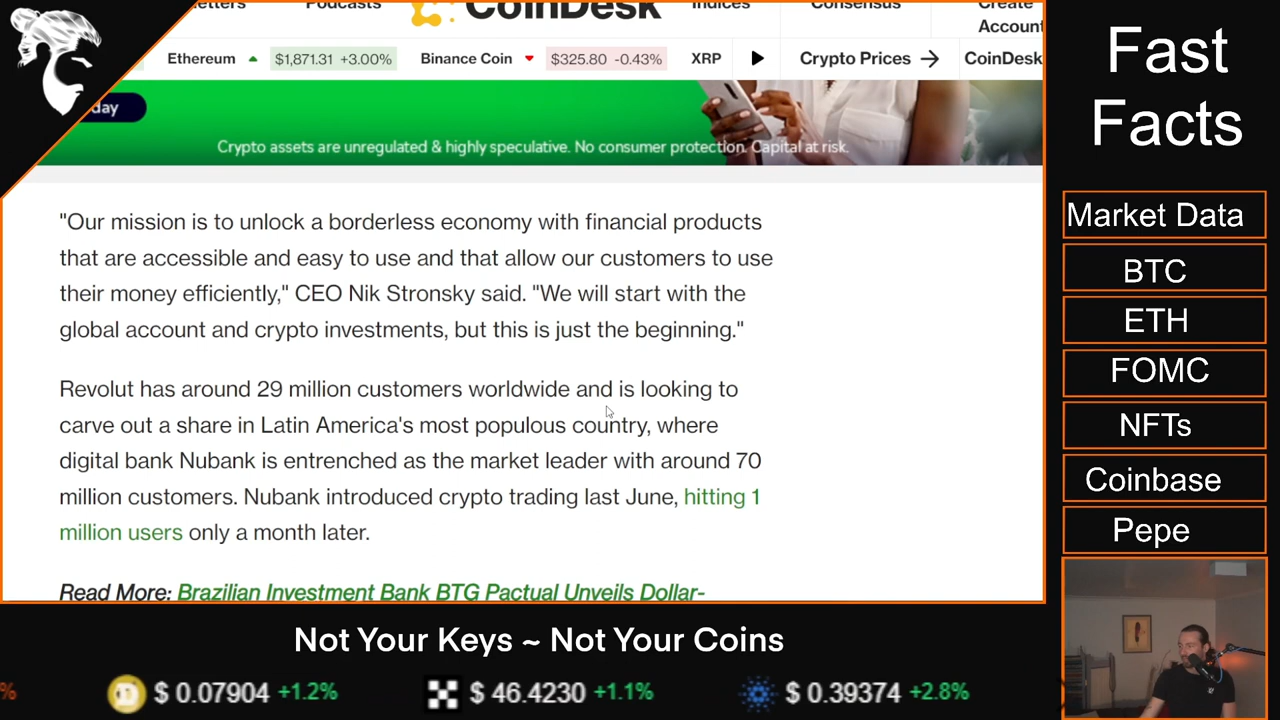 Letters
Podcasts
CoinDesk
Indices
Consensus
Create
Account
Ethereum ▲ $1,871.31 +3.00%
Binance Coin ▼ $325.80 -0.43%
XRP
Crypto Prices →
CoinDesk
day
Crypto assets are unregulated & highly speculative. No consumer protection. Capital at risk.
"Our mission is to unlock a borderless economy with financial products
that are accessible and easy to use and that allow our customers to use
their money efficiently," CEO Nik Stronsky said. "We will start with the
global account and crypto investments, but this is just the beginning."
Revolut has around 29 million customers worldwide and is looking to
carve out a share in Latin America's most populous country, where
digital bank Nubank is entrenched as the market leader with around 70
million customers. Nubank introduced crypto trading last June, hitting 1
million users only a month later.
Read More: Brazilian Investment Bank BTG Pactual Unveils Dollar-
Fast
Facts
Market Data
BTC
ETH
FOMC
NFTs
Coinbase
Pepe
Not Your Keys ~ Not Your Coins
%
$ 0.07904 +1.2%
$ 46.4230 +1.1%
$ 0.39374 +2.8%